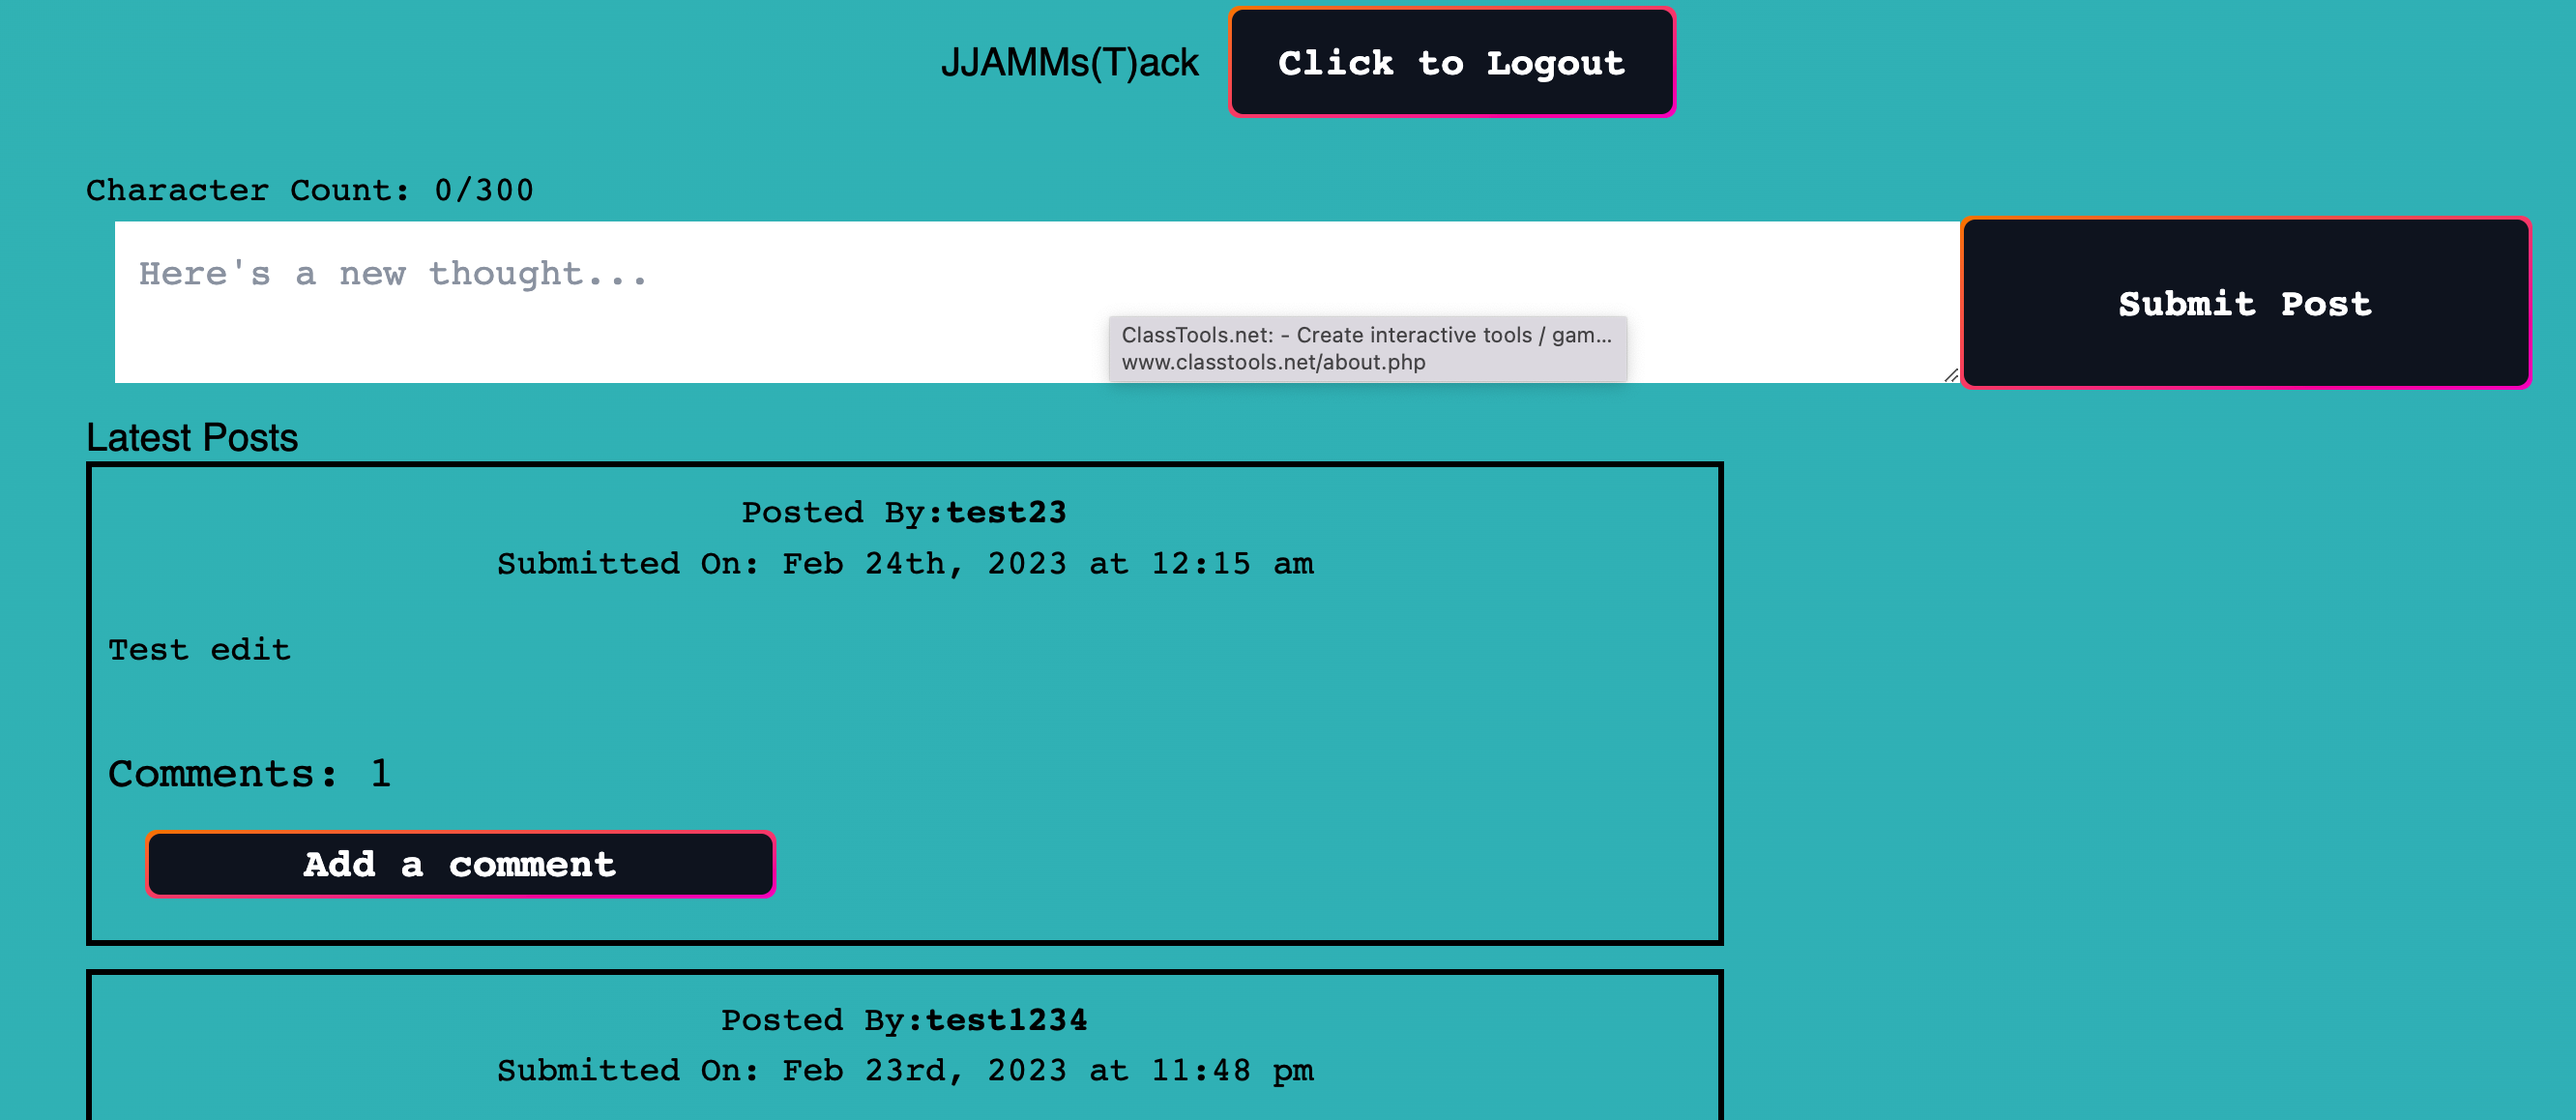 JJAMMs(T)ack Click to Logout
Character Count: 0/300
Here's a new thought...
Submit Post
ClassTools.net: - Create interactive tools / gam...
www.classtools.net/about.php
Latest Posts
Posted By:test23
Submitted On: Feb 24th, 2023 at 12:15 am
Test edit
Comments: 1
Add a comment
Posted By:test1234
Submitted On: Feb 23rd, 2023 at 11:48 pm